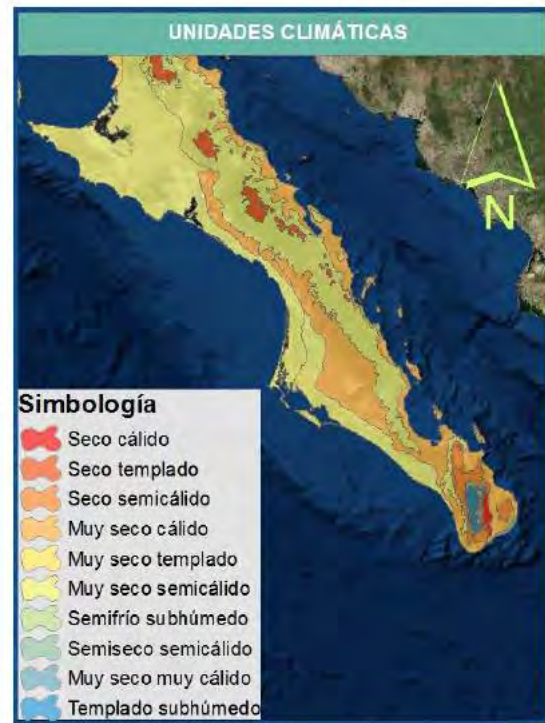 UNIDADES CLIMÁTICAS
N
Simbología
Seco cálido
Seco templado
Seco semicálido
Muy seco cálido
Muy seco templado
Muy seco semicálido
Semifrío subhúmedo
Semiseco semicálido
Muy seco muy cálido
Templado subhúmedo